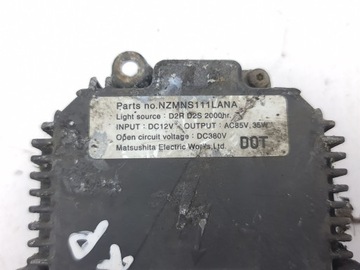 Parts no.NZMNS111LANA
Light source : D2R D2S 2000hr.
INPUT : DC12V OUTPUT : AC85V, 35W
Open circuit voltage : DC380V
Matsushita Electric Works Ltd.
DOT